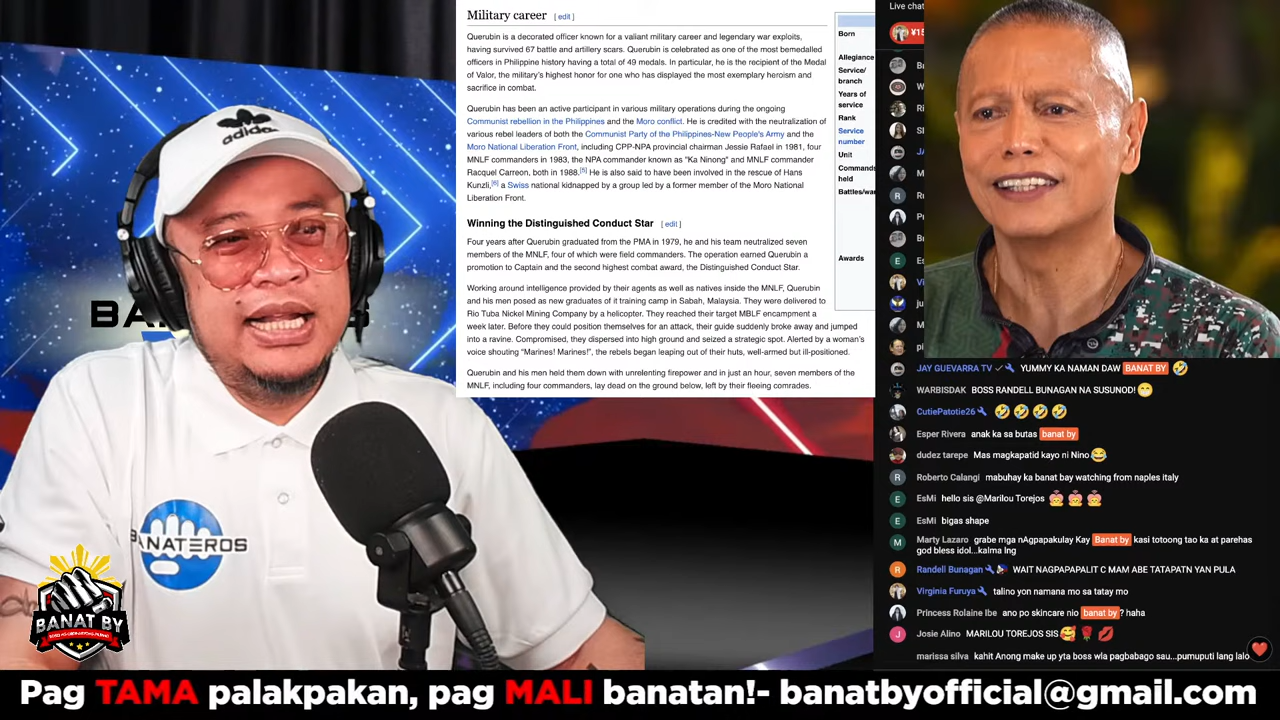 Military career [ edit ]
Querubin is a decorated officer known for a valiant military career and legendary war exploits,
having survived 67 battle and artillery scars. Querubin is celebrated as one of the most bemedalled
officers in Philippine history having a total of 49 medals. In particular, he is the recipient of the Medal
of Valor, the military's highest honor for one who has displayed the most exemplary heroism and
sacrifice in combat.
Querubin has been an active participant in various military operations during the ongoing
Communist rebellion in the Philippines and the Moro conflict. He is credited with the neutralization of
various rebel leaders of both the Communist Party of the Philippines-New People's Army and the
Moro National Liberation Front, including CPP-NPA provincial chairman Jessie Rafael in 1981, four
MNLF commanders in 1983, the NPA commander known as "Ka Ninong" and MNLF commander
Racquel Carreon, both in 1988.[5] He is also said to have been involved in the rescue of Hans
Kunzli,[6] a Swiss national kidnapped by a group led by a former member of the Moro National
Liberation Front.
Winning the Distinguished Conduct Star [ edit ]
Four years after Querubin graduated from the PMA in 1979, he and his team neutralized seven
members of the MNLF, four of which were field commanders. The operation earned Querubin a
promotion to Captain and the second highest combat award, the Distinguished Conduct Star.
Working around intelligence provided by their agents as well as natives inside the MNLF, Querubin
and his men posed as new graduates of it training camp in Sabah, Malaysia. They were delivered to
Rio Tuba Nickel Mining Company by a helicopter. They reached their target MBLF encampment a
week later. Before they could position themselves for an attack, their guide suddenly broke away and jumped
into a ravine. Compromised, they dispersed into high ground and seized a strategic spot. Alerted by a woman's
voice shouting "Marines! Marines!", the rebels began leaping out of their huts, well-armed but ill-positioned.
Querubin and his men held them down with unrelenting firepower and in just an hour, seven members of the
MNLF, including four commanders, lay dead on the ground below, left by their fleeing comrades.
Born
Allegiance
Service/
branch
Years of
service
Rank
Service
number
Unit
Commands
held
Battles/wars
Awards
Live chat
JAY GUEVARRA TV YUMMY KA NAMAN DAW BANAT BY 🤣
WARBISDAK BOSS RANDELL BUNAGAN NA SUSUNOD! 😁
CutiePatotie26 🤣 🤣 🤣 🤣
Esper Rivera anak ka sa butas banat by
dudez tarepe Mas magkapatid kayo ni Nino 😂
R Roberto Calangi mabuhay ka banat bay watching from naples italy
E EsMi hello sis @Marilou Torejos
E EsMi bigas shape
M Marty Lazaro grabe mga nAgpapakulay Kay Banat by kasi totoong tao ka at parehas
god bless idol...kalma lng
R Randell Bunagan WAIT NAGPAPAPALIT C MAM ABE TATAPATN YAN PULA
Virginia Furuya talino yon namana mo sa tatay mo
Princess Rolaine Ibe ano po skincare nio banat by ? haha
J Josie Alino MARILOU TOREJOS SIS 🥰 🌹 💋
marissa silva kahit Anong make up yta boss wla pagbabago sau...pumuputi lang lalo
adidas
BANATEROS
BANAT BY
Pag TAMA palakpakan, pag MALI banatan!- banatbyofficial@gmail.com